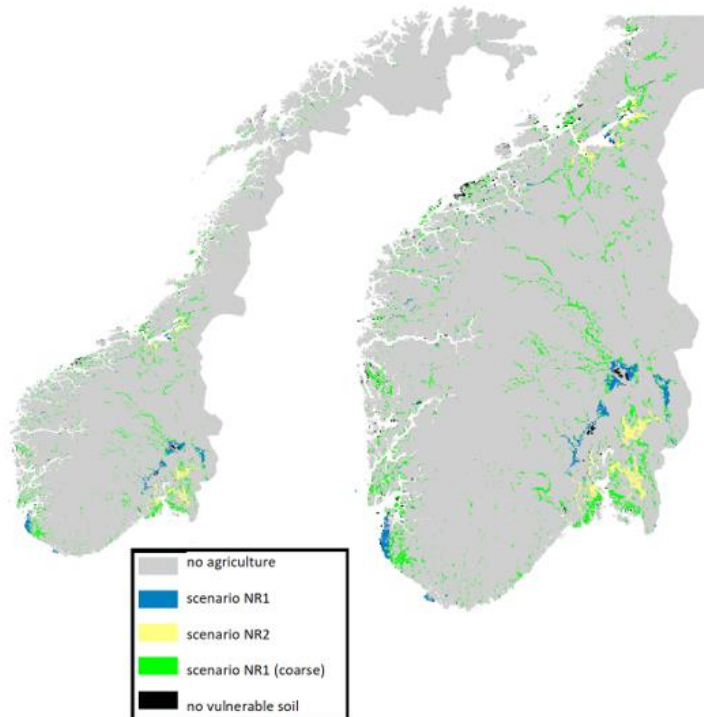 no agriculture
scenario NR1
scenario NR2
scenario NR1 (coarse)
no vulnerable soil